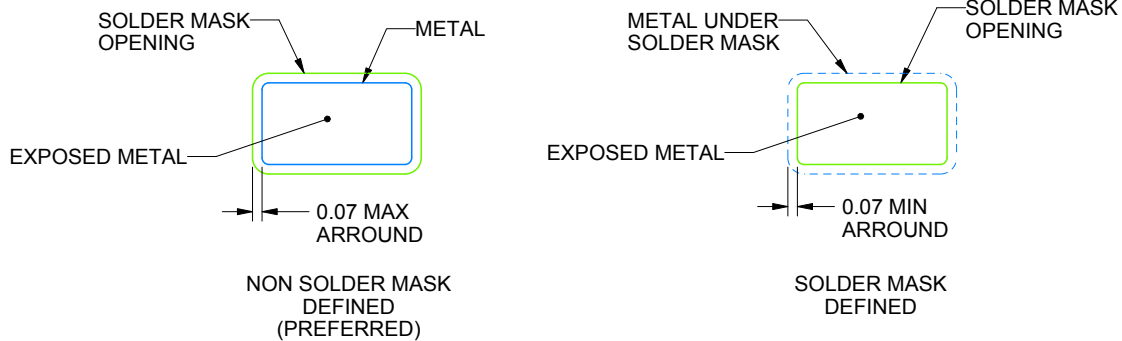 SOLDER MASK
OPENING
METAL
EXPOSED METAL
0.07 MAX
ARROUND
NON SOLDER MASK
DEFINED
(PREFERRED)
METAL UNDER
SOLDER MASK
SOLDER MASK
OPENING
EXPOSED METAL
0.07 MIN
ARROUND
SOLDER MASK
DEFINED